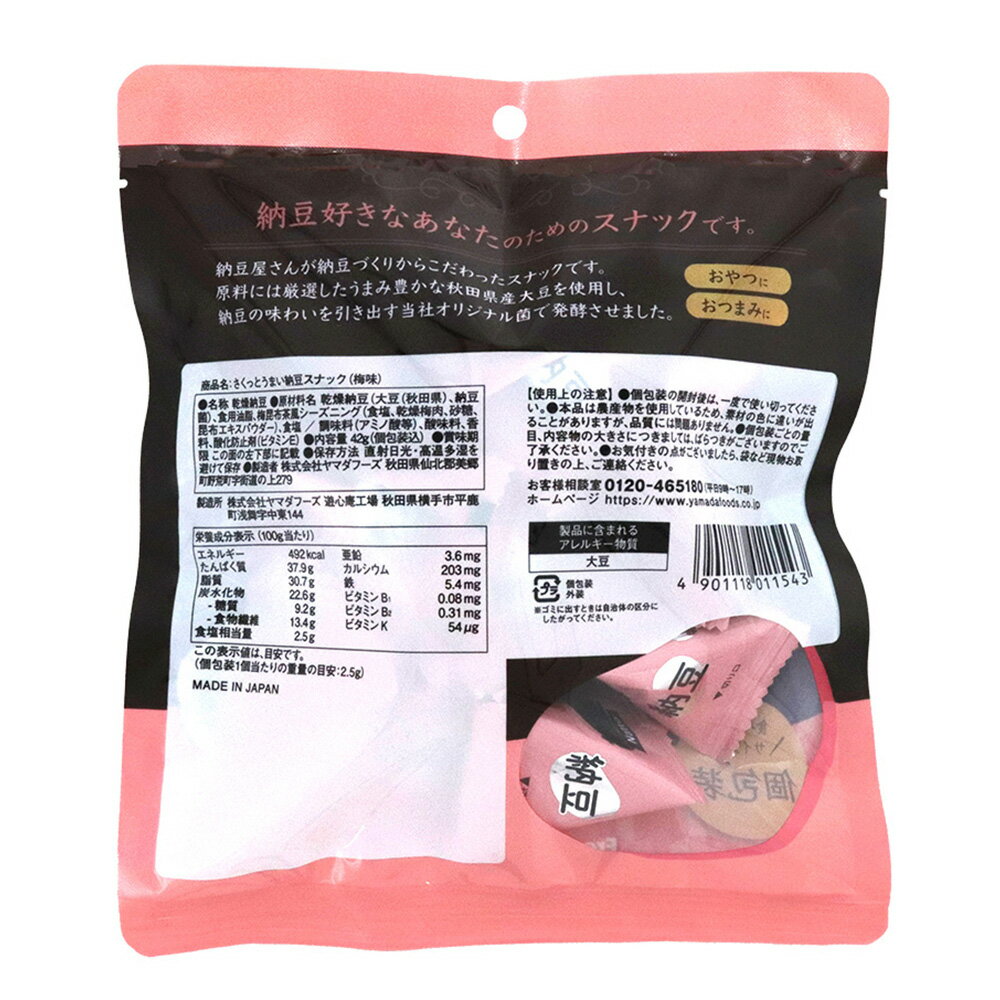 納豆好きなあなたのためのスナックです。
納豆屋さんが納豆づくりからこだわったスナックです。
原料には厳選したうまみ豊かな秋田県産大豆を使用し、
納豆の味わいを引き出す当社オリジナル菌で発酵させました。
おやつに
おつまみに
商品名:さくっとうまい納豆スナック(梅味)
●名称 乾燥納豆 ●原材料名 乾燥納豆(大豆(秋田県)、納豆
菌)、食用油脂、梅昆布茶風シーズニング(食塩、乾燥梅肉、砂糖、
昆布エキスパウダー)、食塩/調味料(アミノ酸等)、酸味料、香
料、酸化防止剤(ビタミンE) ●内容量 42g(個包装込) ●賞味期
限 この面の左下部に記載 ●保存方法 直射日光・高温多湿を
避けて保存 ●製造者 株式会社ヤマダフーズ 秋田県仙北郡美郷
町野荒町字街道の上279
製造所 株式会社ヤマダフーズ 遊心庵工場 秋田県横手市平鹿
町浅舞字中東144
栄養成分表示(100g当たり)
エネルギー 492kcal 亜鉛 3.6mg
たんぱく質 37.9g カルシウム 203mg
脂質 30.7g 鉄 5.4mg
炭水化物 22.6g ビタミンB1 0.08mg
-糖質 9.2g ビタミンB2 0.31mg
-食物繊維 13.4g ビタミンK 54μg
食塩相当量 2.5g
この表示値は、目安です。
(個包装1個当たりの重量の目安:2.5g)
MADE IN JAPAN
【使用上の注意】●個包装の開封後は、一度で使い切ってくださ
い。●本品は農産物を使用しているため、素材の色に違いが出
ることがありますが、品質には問題ありません。●個包装ごとの量
目、内容物の大きさにつきましては、ばらつきがございますのでご
了承ください。●お気付きの点がございましたら、袋など現物お取
り置きの上、ご連絡ください。
お客様相談室 0120-465180(平日9時〜17時)
ホームページ https://www.yamadafoods.co.jp
製品に含まれる
アレルギー物質
大豆
プラ
個包装
外装
※ゴミに出すときは自治体の区分に
したがってください。
4 901118 011543
納豆
納豆
個包装